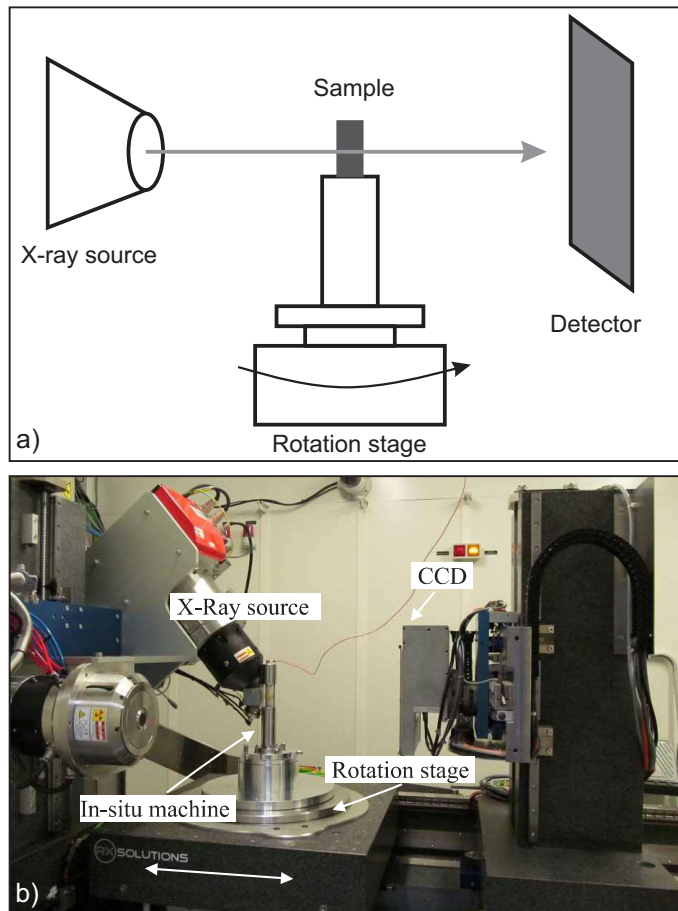 Sample
X-ray source
Detector
Rotation stage
a)
CCD
X-Ray source
Rotation stage
In-situ machine
RX SOLUTIONS
b)